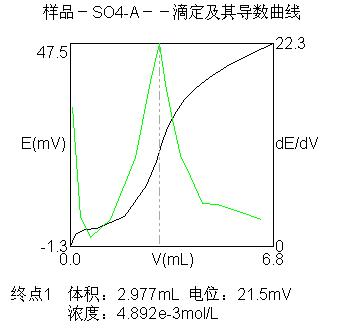 样品－SO4-A－－滴定及其导数曲线
47.5
22.3
E(mV)
dE/dV
-1.3
0
0.0
V(mL)
6.8
终点1 体积：2.977mL 电位：21.5mV
浓度：4.892e-3mol/L